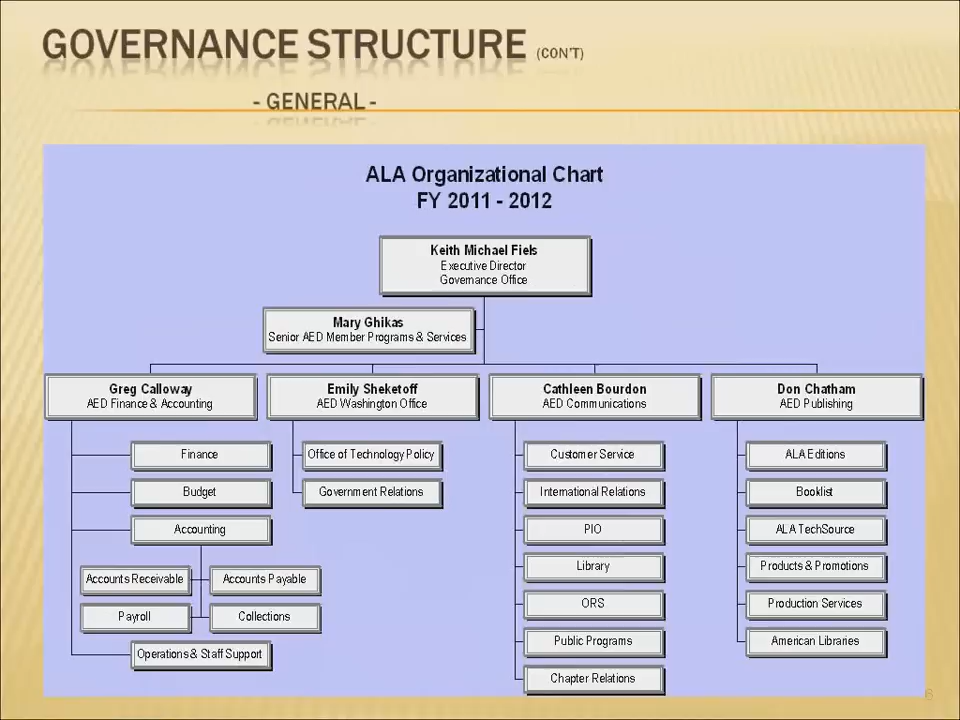 GOVERNANCE STRUCTURE (CON'T)
- GENERAL -
ALA Organizational Chart
FY 2011 - 2012
Keith Michael Fiels
Executive Director
Governance Office
Mary Ghikas
Senior AED Member Programs & Services
Greg Calloway
AED Finance & Accounting
Finance
Budget
Accounting
Accounts Receivable
Accounts Payable
Payroll
Collections
Operations & Staff Support
Emily Sheketoff
AED Washington Office
Office of Technology Policy
Government Relations
Cathleen Bourdon
AED Communications
Customer Service
International Relations
PIO
Library
ORS
Public Programs
Chapter Relations
Don Chatham
AED Publishing
ALA Editions
Booklist
ALA TechSource
Products & Promotions
Production Services
American Libraries